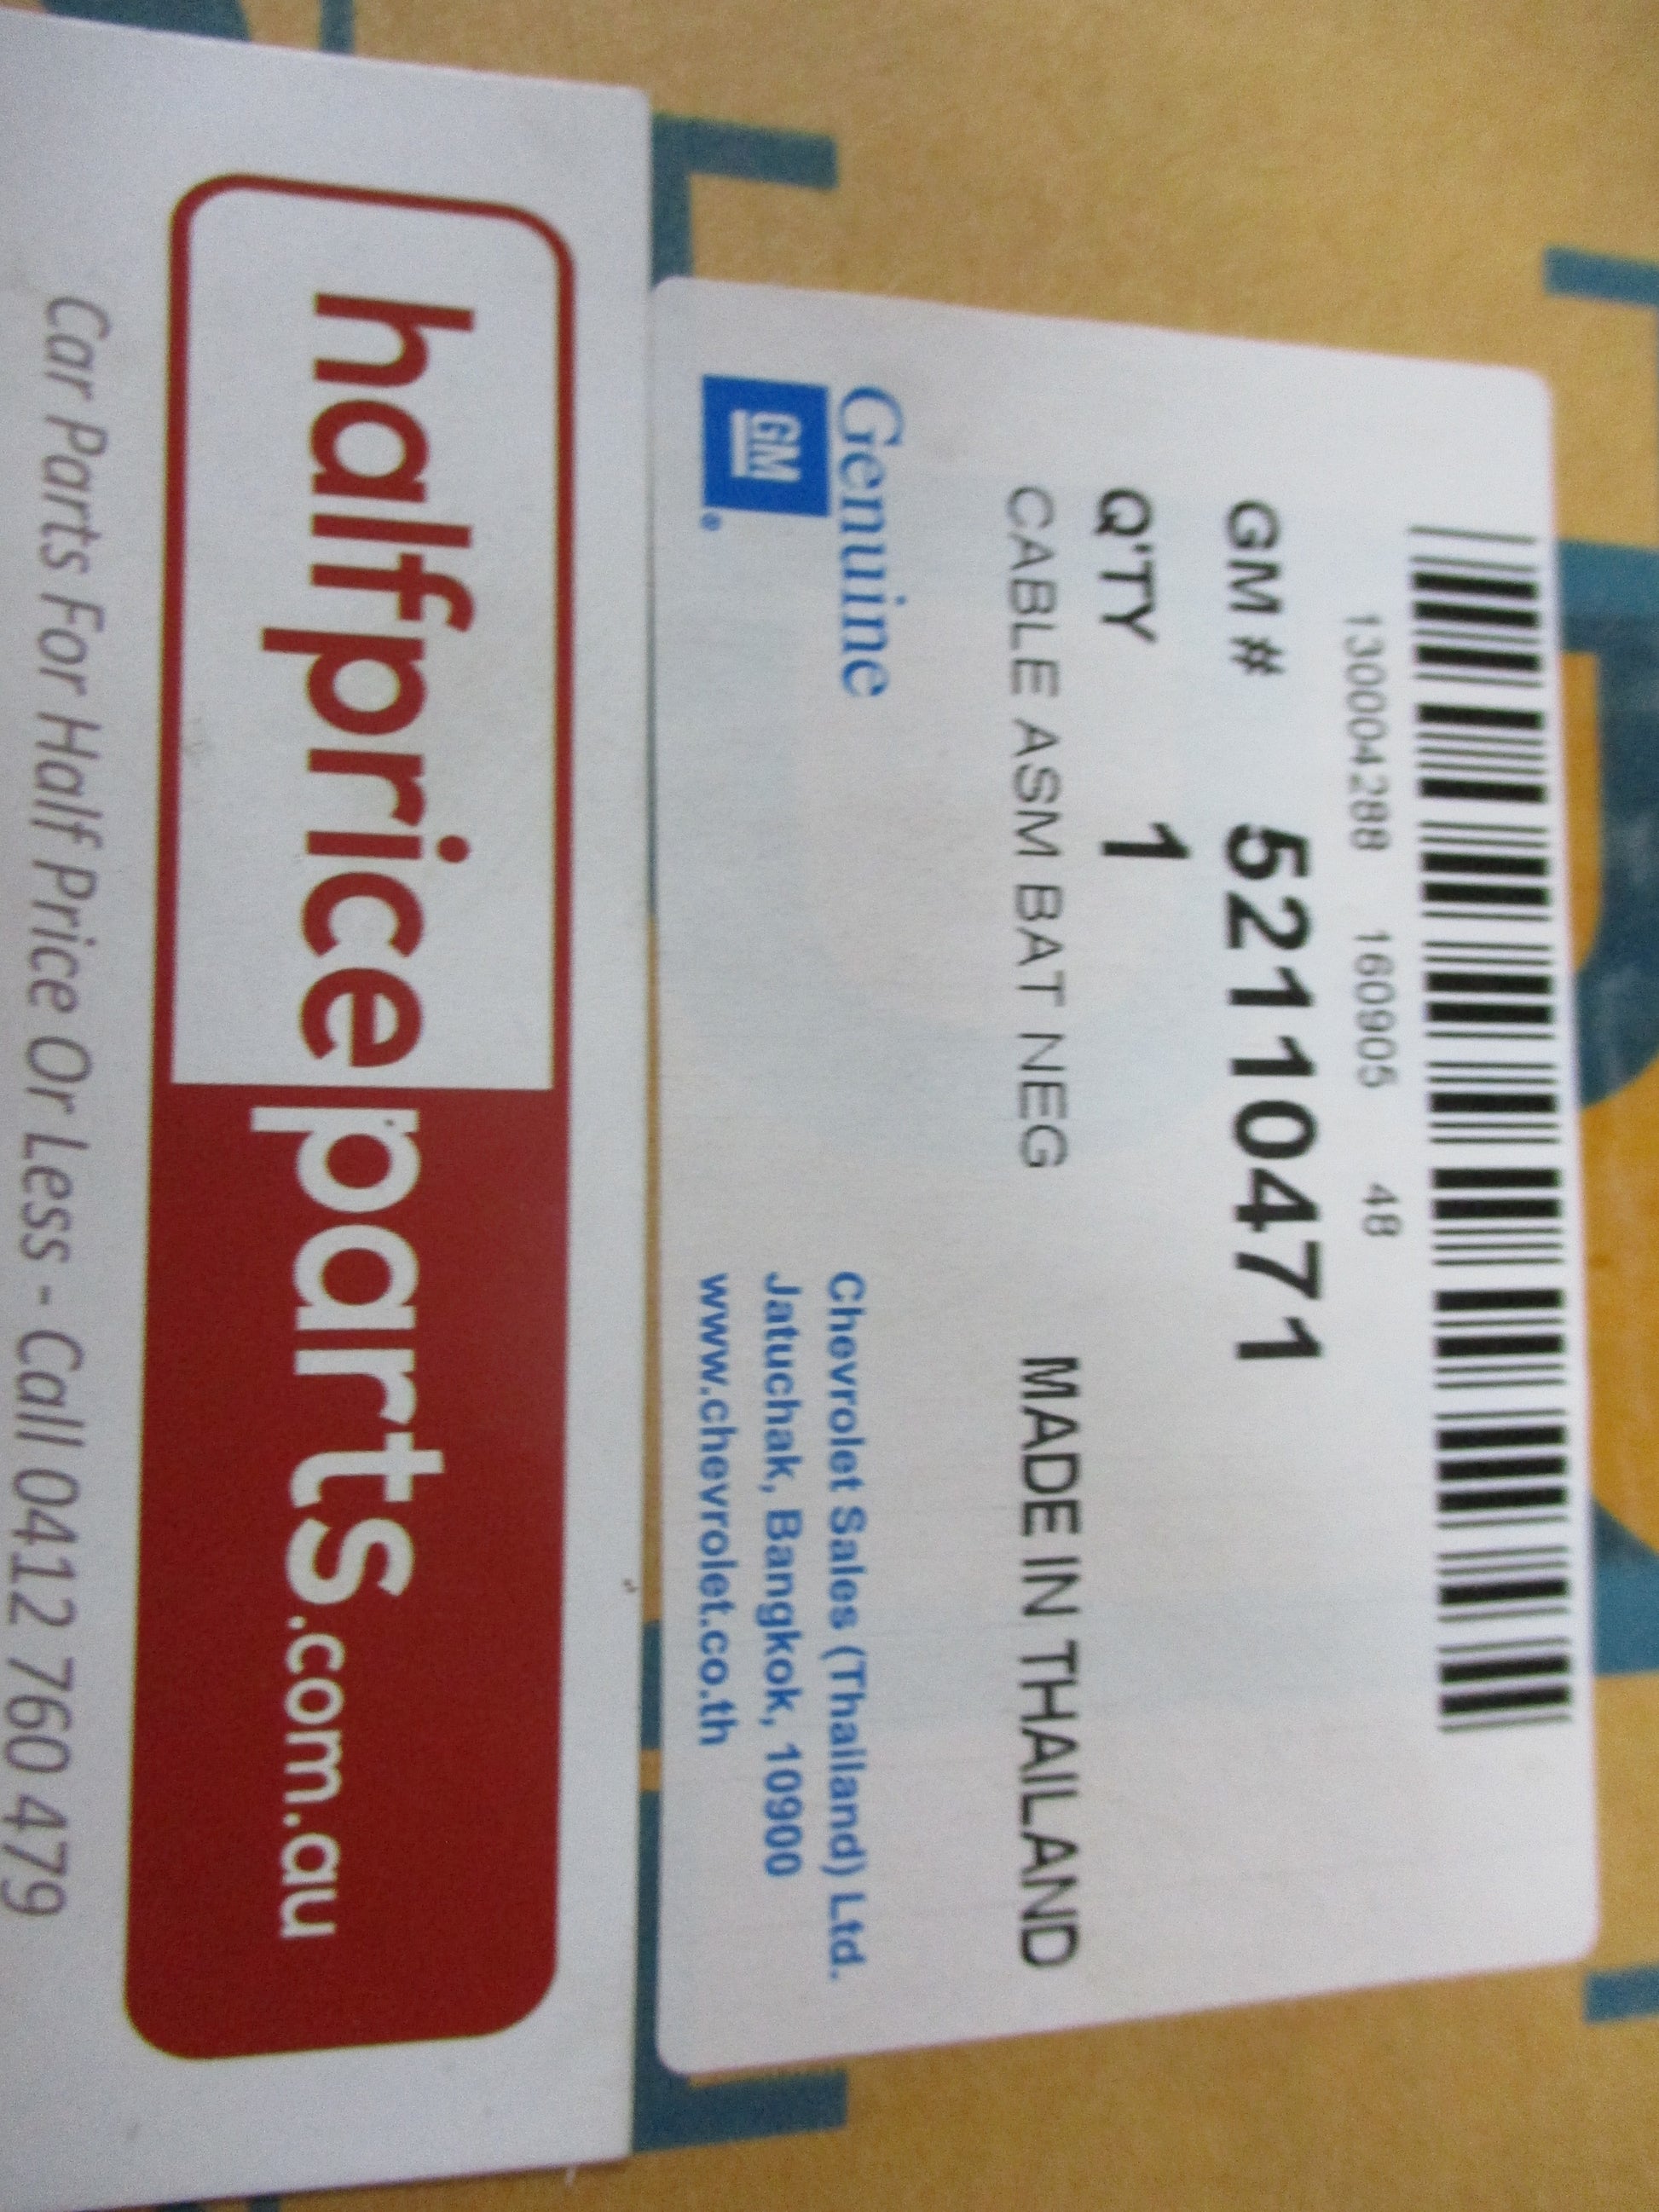 130004288 160905 48
GM # 52110471
Q'TY 1
CABLE ASM BAT NEG MADE IN THAILAND
Genuine
GM®
Chevrolet Sales (Thailand) Ltd.
Jatuchak, Bangkok, 10900
www.chevrolet.co.th
halfpriceparts.com.au
Car Parts For Half Price Or Less - Call 0412 760 479